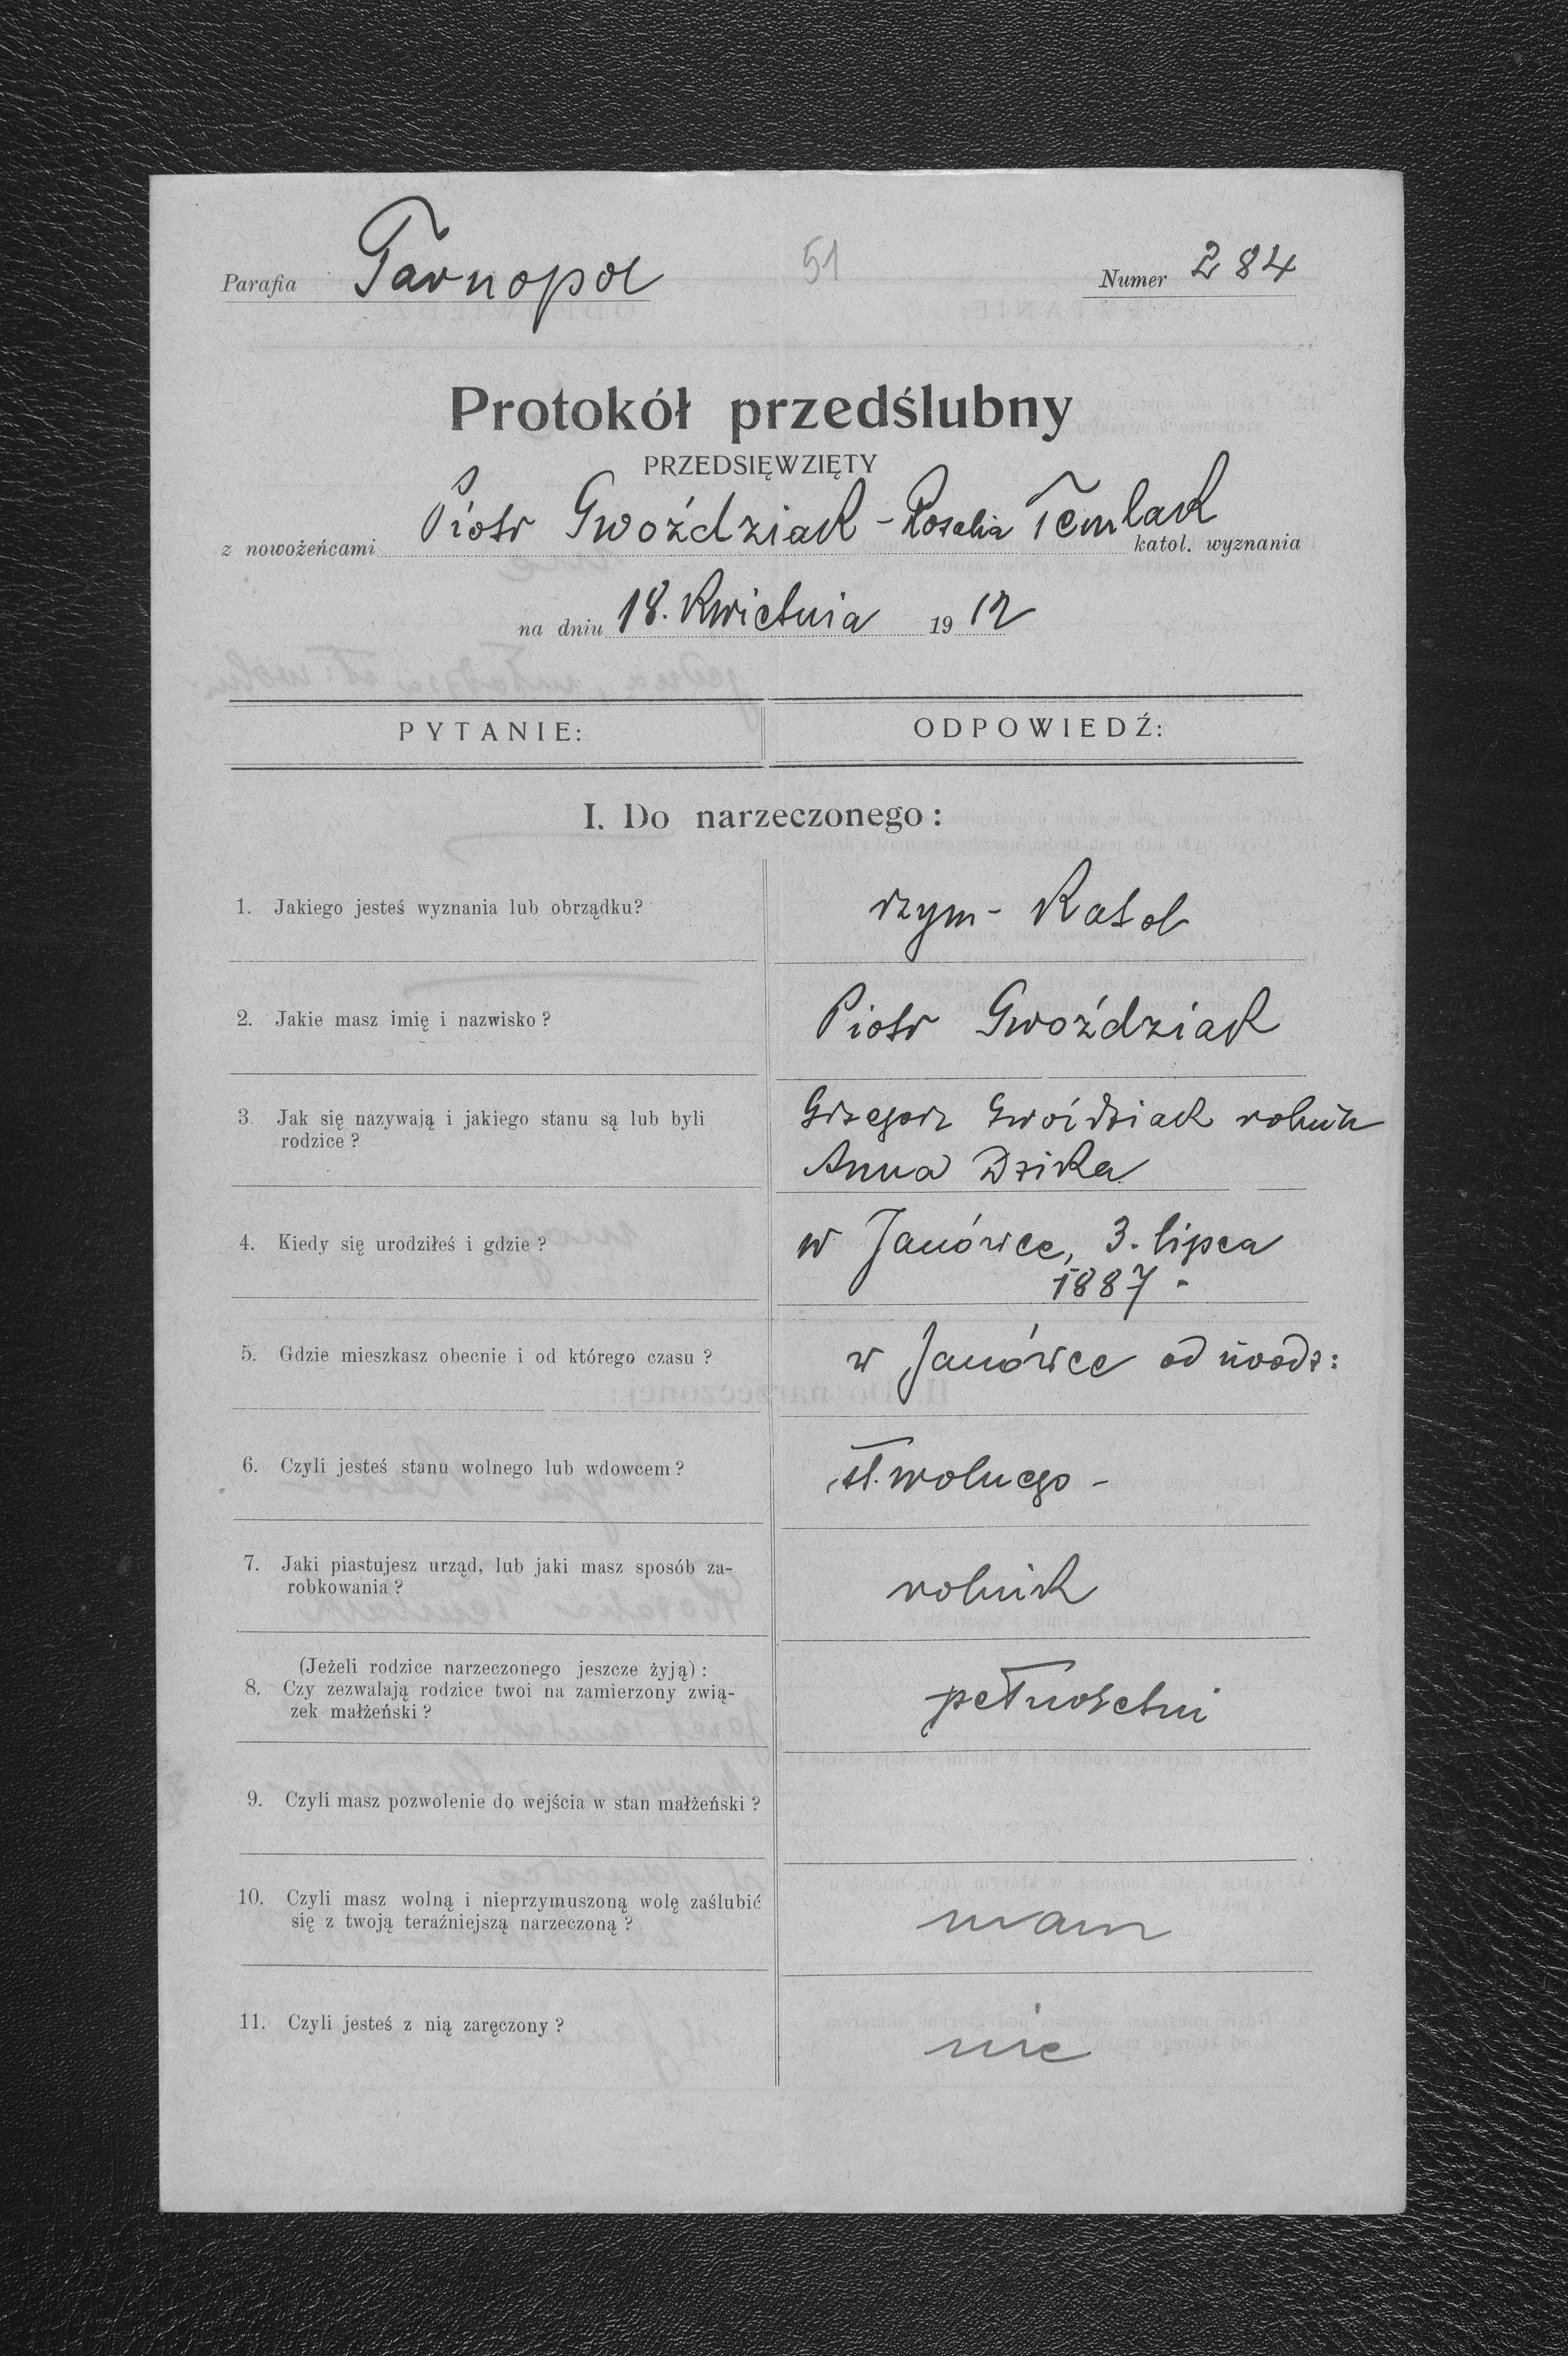 Parafia Tarnopol 51 Numer 284
Protokół przedślubny
PRZEDSIĘWZIĘTY
z nowożeńcami Piotr Gwoździak - Rozalia Temlak katol. wyznania
na dniu 18. Kwietnia 1912
PYTANIE: ODPOWIEDŹ:
I. Do narzeczonego:
1. Jakiego jesteś wyznania lub obrządku? rzym - Katol
2. Jakie masz imię i nazwisko? Piotr Gwoździak
3. Jak się nazywają i jakiego stanu są lub byli Grzegorz Gwoździak rolnik
rodzice? Anna Dzika
4. Kiedy się urodziłeś i gdzie? w Janówce, 3. lipca
1887 -
5. Gdzie mieszkasz obecnie i od którego czasu? w Janówce od urodz:
6. Czyli jesteś stanu wolnego lub wdowcem? st. wolnego -
7. Jaki piastujesz urząd, lub jaki masz sposób za-
robkowania? rolnik
(Jeżeli rodzice narzeczonego jeszcze żyją):
8. Czy zezwalają rodzice twoi na zamierzony zwią-
zek małżeński? pełnoletni
9. Czyli masz pozwolenie do wejścia w stan małżeński?
10. Czyli masz wolną i nieprzymuszoną wolę zaślubić
się z twoją teraźniejszą narzeczoną? mam
11. Czyli jesteś z nią zaręczony? nie